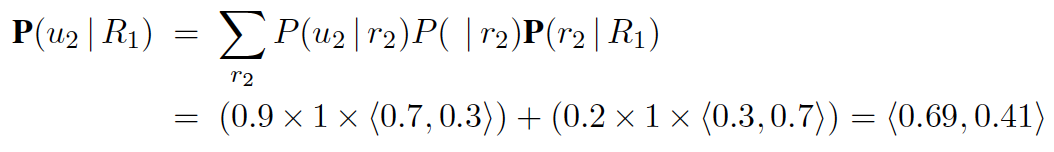 P(u₂ | R₁) = ∑ P(u₂ | r₂)P( | r₂)P(r₂ | R₁)
r₂
= (0.9 × 1 × ⟨0.7, 0.3⟩) + (0.2 × 1 × ⟨0.3, 0.7⟩) = ⟨0.69, 0.41⟩